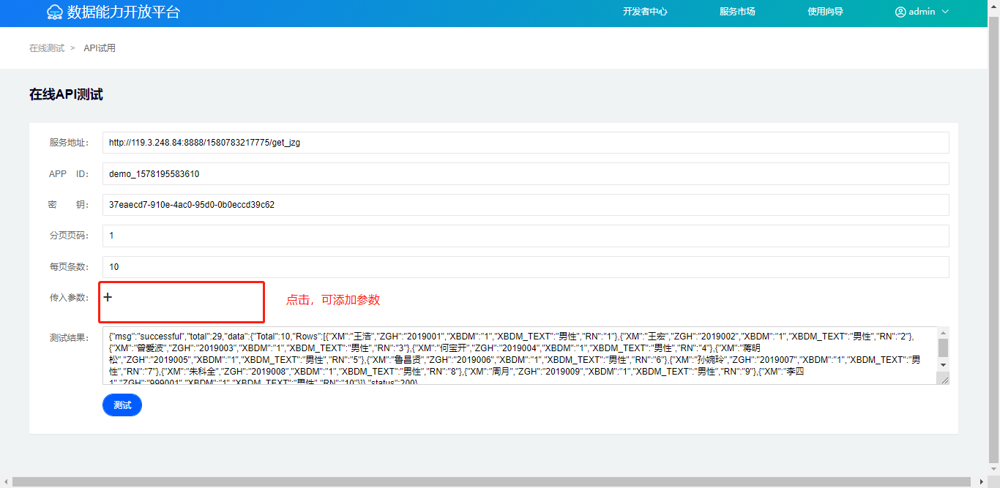 数据能力开放平台
开发者中心 服务市场 使用向导 admin
在线测试 > API试用
在线API测试
服务地址: http://119.3.248.84:8888/1580783217775/get_jzg
APP ID: demo_1578195583610
密 钥: 37eaecd7-910e-4ac0-95d0-0b0eccd39c62
分页页码: 1
每页条数: 10
传入参数: + 点击，可添加参数
测试结果: {"msg":"successful","total":29,"data":{"Total":10,"Rows":[{"XM":"王浩","ZGH":"2019001","XBDM":"1","XBDM_TEXT":"男性","RN":"1"},{"XM":"王宏","ZGH":"2019002","XBDM":"1","XBDM_TEXT":"男性","RN":"2"},
{"XM":"曾爱波","ZGH":"2019003","XBDM":"1","XBDM_TEXT":"男性","RN":"3"},{"XM":"何宝开","ZGH":"2019004","XBDM":"1","XBDM_TEXT":"男性","RN":"4"},{"XM":"蒋明
松","ZGH":"2019005","XBDM":"1","XBDM_TEXT":"男性","RN":"5"},{"XM":"鲁昌贤","ZGH":"2019006","XBDM":"1","XBDM_TEXT":"男性","RN":"6"},{"XM":"孙婉玲","ZGH":"2019007","XBDM":"1","XBDM_TEXT":"男
性","RN":"7"},{"XM":"朱科全","ZGH":"2019008","XBDM":"1","XBDM_TEXT":"男性","RN":"8"},{"XM":"周月","ZGH":"2019009","XBDM":"1","XBDM_TEXT":"男性","RN":"9"},{"XM":"李四
1","ZGH":"999001","XBDM":"1","XBDM_TEXT":"男性","RN":"10"}]},"status":200}
测试